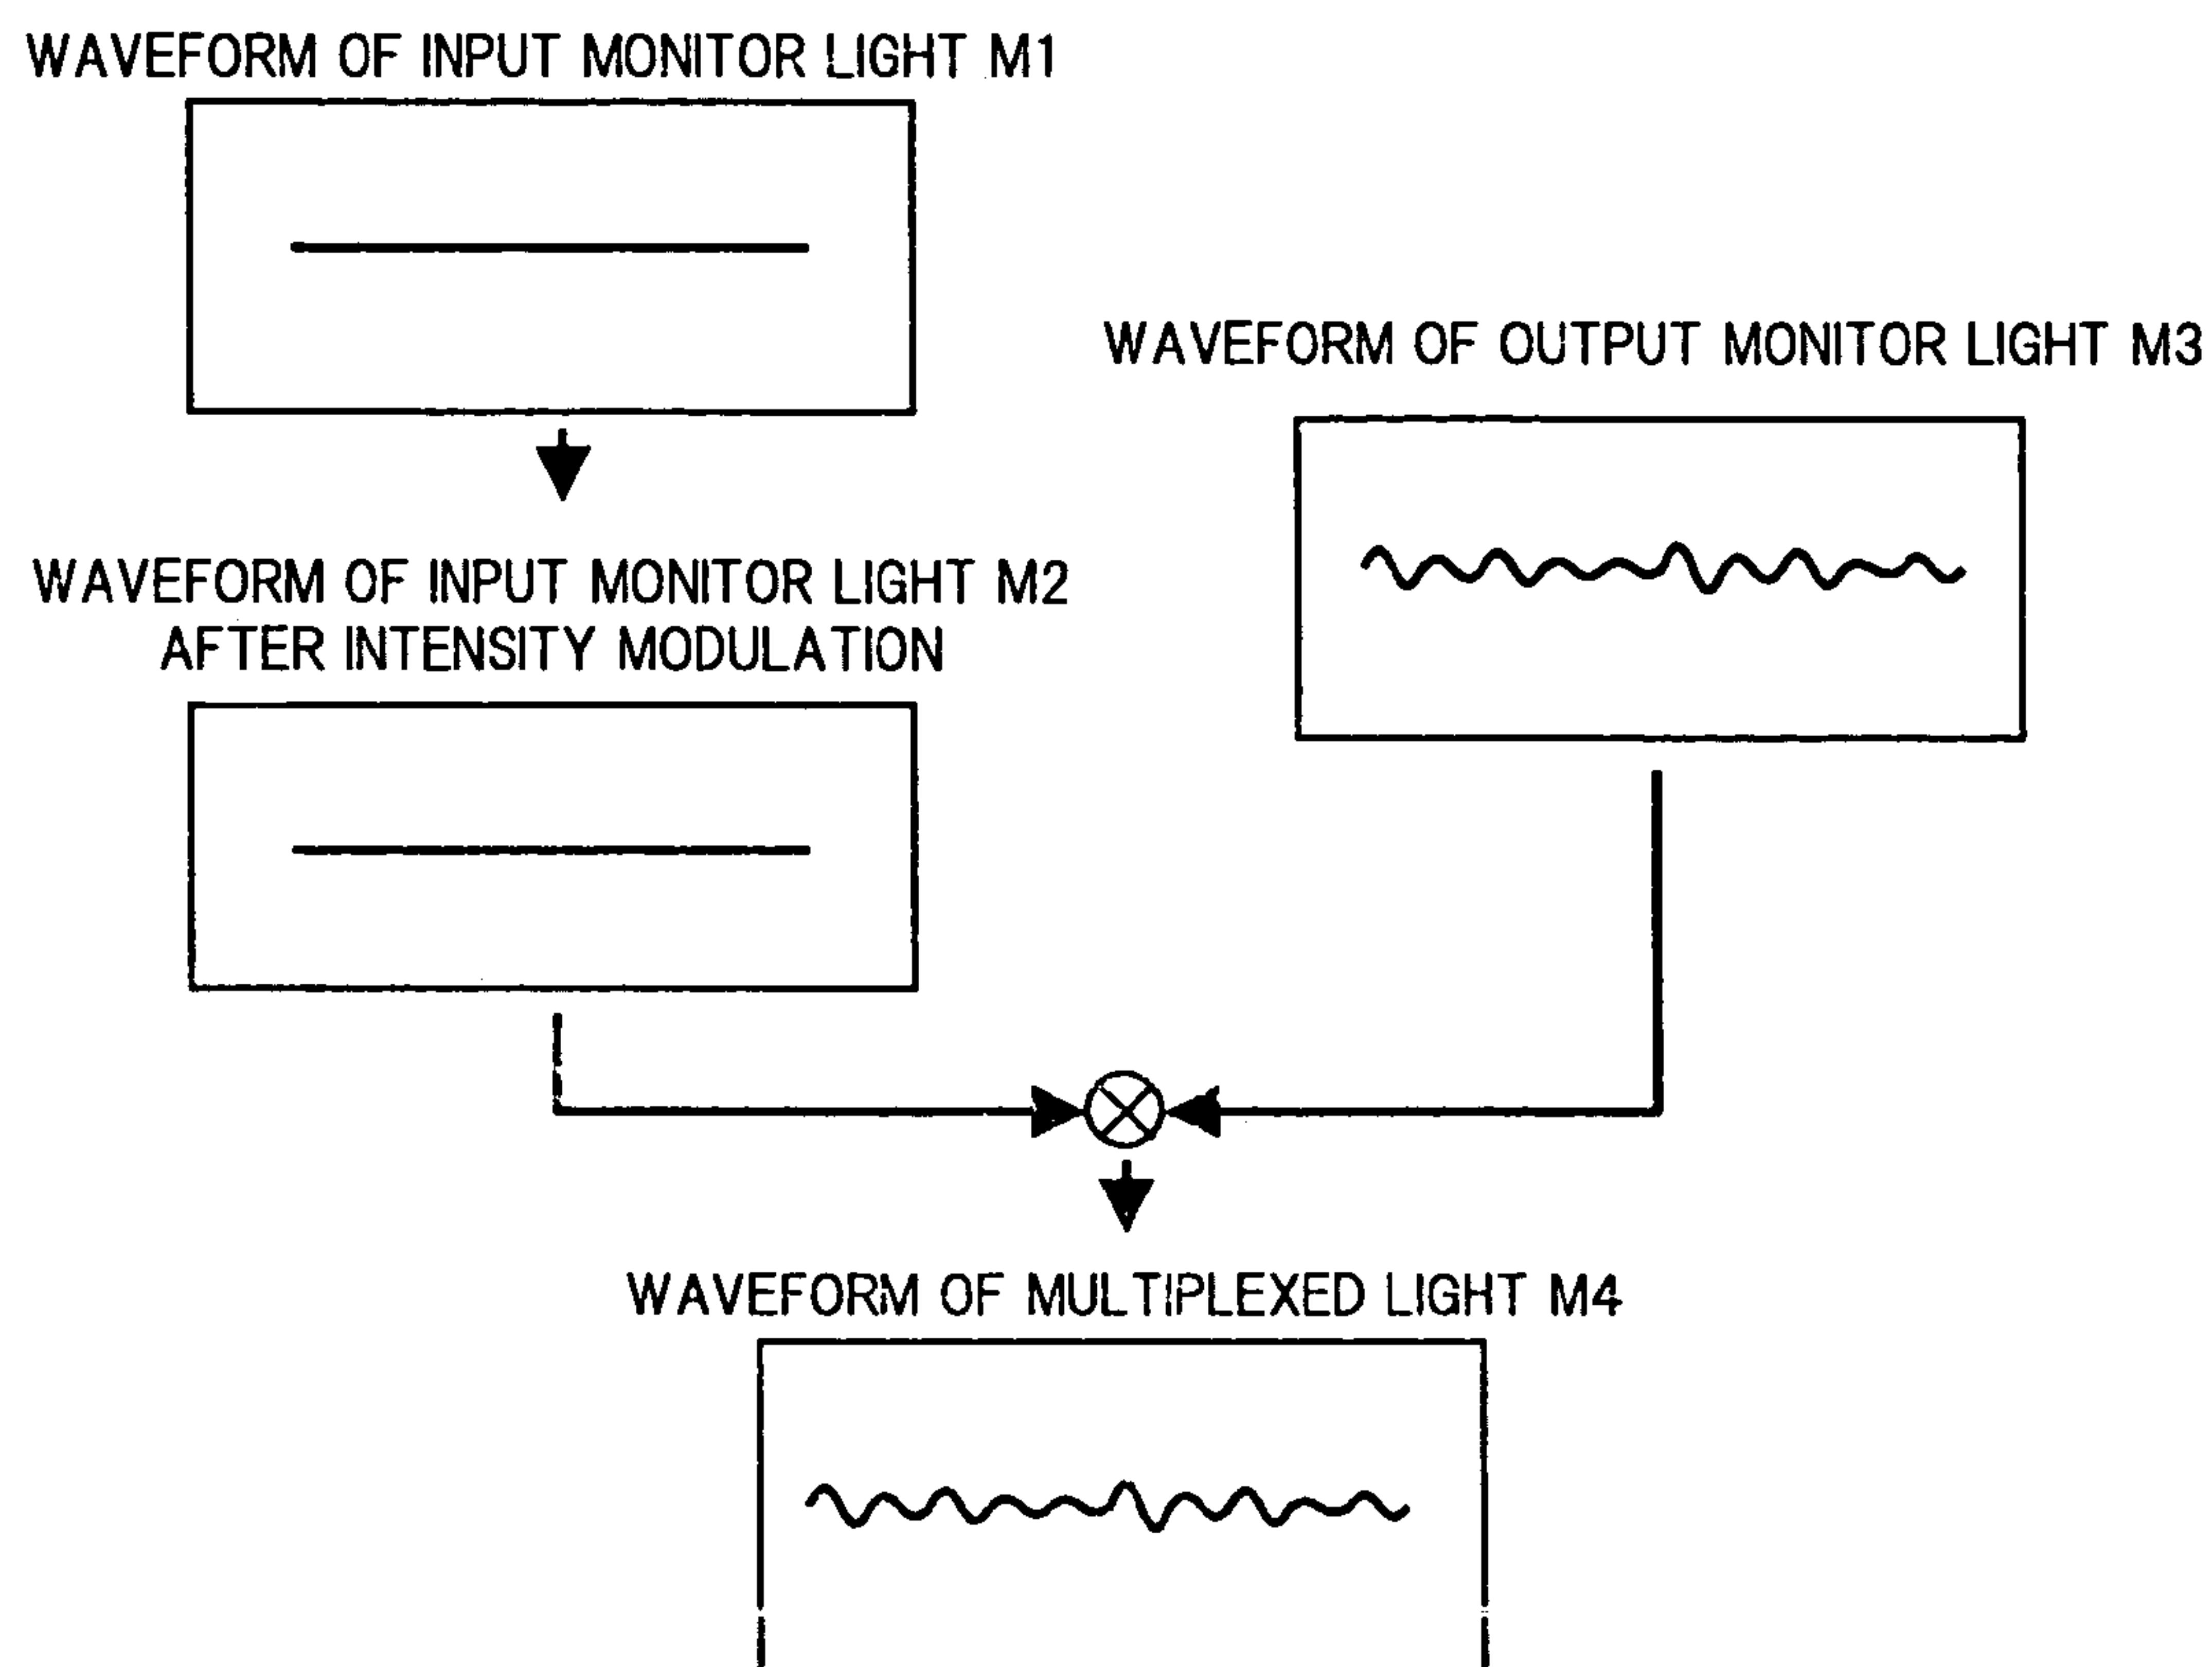 WAVEFORM OF INPUT MONITOR LIGHT M1
WAVEFORM OF OUTPUT MONITOR LIGHT M3
WAVEFORM OF INPUT MONITOR LIGHT M2
AFTER INTENSITY MODULATION
WAVEFORM OF MULTIPLEXED LIGHT M4